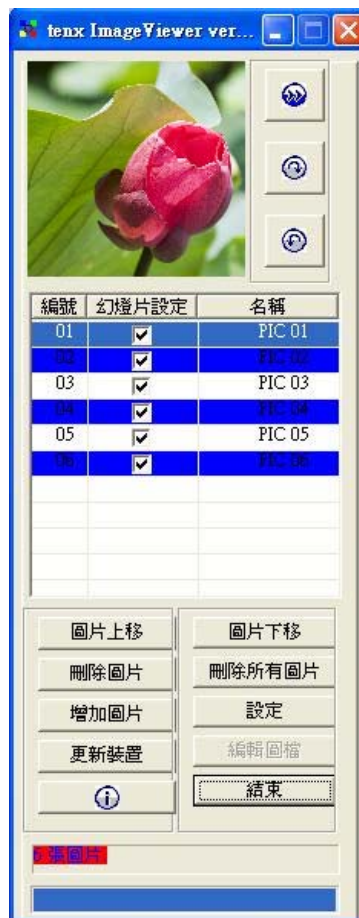 tenx ImageViewer ver...
編號 幻燈片設定 名稱
01 PIC 01
02 PIC 02
03 PIC 03
04 PIC 04
05 PIC 05
06 PIC 06
圖片上移 圖片下移
刪除圖片 刪除所有圖片
增加圖片 設定
更新裝置 編輯圖檔
結束
6 張圖片